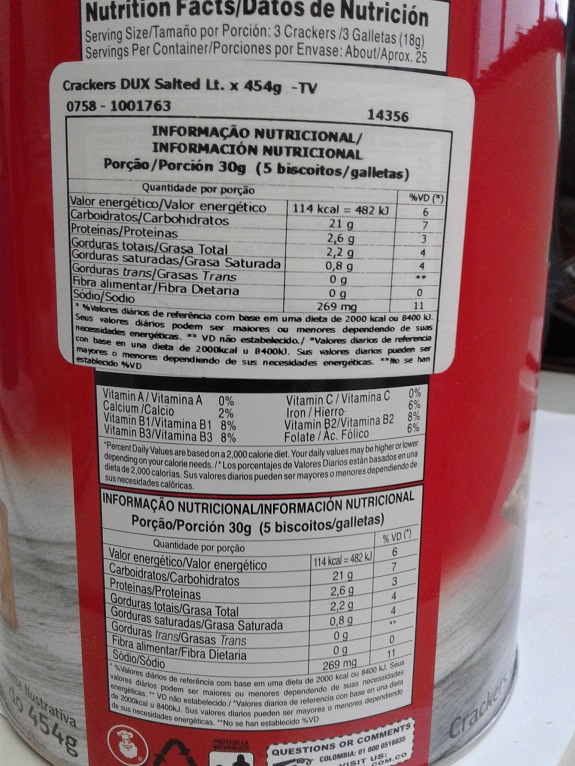 Nutrition Facts/Datos de Nutrición
Serving Size/Tamaño por Porción: 3 Crackers /3 Galletas (18g)
Servings Per Container/Porciones por Envase: About/Aprox. 25
Crackers DUX Salted Lt. x 454g -TV
0758 - 1001763
14356
INFORMAÇÃO NUTRICIONAL/
INFORMACIÓN NUTRICIONAL
Porção/Porción 30g (5 biscoitos/galletas)
Quantidade por porção %VD (*)
Valor energético/Valor energético 114 kcal = 482 kJ 6
Carboidratos/Carbohidratos 21 g 7
Proteinas/Proteinas 2,6 g 3
Gorduras totais/Grasa Total 2,2 g 4
Gorduras saturadas/Grasa Saturada 0,8 g 4
Gorduras trans/Grasas Trans 0 g **
Fibra alimentar/Fibra Dietaria 0 g 0
Sódio/Sodio 269 mg 11
* %Valores diários de referência com base em uma dieta de 2000 kcal ou 8400 kJ.
Seus valores diários podem ser maiores ou menores dependendo de suas
necessidades energéticas. ** VD não estabelecido./ *Valores diarios de referencia
con base en una dieta de 2000kcal u 8400kJ. Sus valores diarios pueden ser
mayores o menores dependiendo de sus necesidades energéticas. **No se han
establecido %VD
Vitamin A / Vitamina A 0% Vitamin C / Vitamina C 0%
Calcium /Calcio 2% Iron / Hierro 6%
Vitamin B1/Vitamina B1 8% Vitamin B2/Vitamina B2 8%
Vitamin B3/Vitamina B3 8% Folate / Ác. Fólico 6%
*Percent Daily Values are based on a 2,000 calorie diet. Your daily values may be higher or lower
depending on your calorie needs. /* Los porcentajes de Valores Diarios están basados en una
dieta de 2,000 calorías. Sus valores diarios pueden ser mayores o menores dependiendo de
sus necesidades calóricas.
INFORMAÇÃO NUTRICIONAL/INFORMACIÓN NUTRICIONAL
Porção/Porción 30g (5 biscoitos/galletas)
Quantidade por porção % VD (*)
Valor energético/Valor energético 114 kcal = 482 kJ 6
Carboidratos/Carbohidratos 21 g 7
Proteinas/Proteinas 2,6 g 3
Gorduras totais/Grasa Total 2,2 g 4
Gorduras saturadas/Grasa Saturada 0,8 g 4
Gorduras trans/Grasas Trans 0 g **
Fibra alimentar/Fibra Dietaria 0 g 0
Sódio/Sódio 269 mg 11
* %Valores diários de referência com base em uma dieta de 2000 kcal ou 8400 kJ. Seus
valores diários podem ser maiores ou menores dependendo de suas necessidades
energéticas. ** VD não estabelecido./ *Valores diarios de referencia con base en una dieta
de 2000kcal u 8400kJ. Sus valores diarios pueden ser mayores o menores dependiendo
de sus necesidades energéticas. **No se han establecido %VD
Ilustrativa
454g
Crackers
QUESTIONS OR COMMENTS
COLOMBIA: 01 800 0516835
VISIT US:
COM.CO